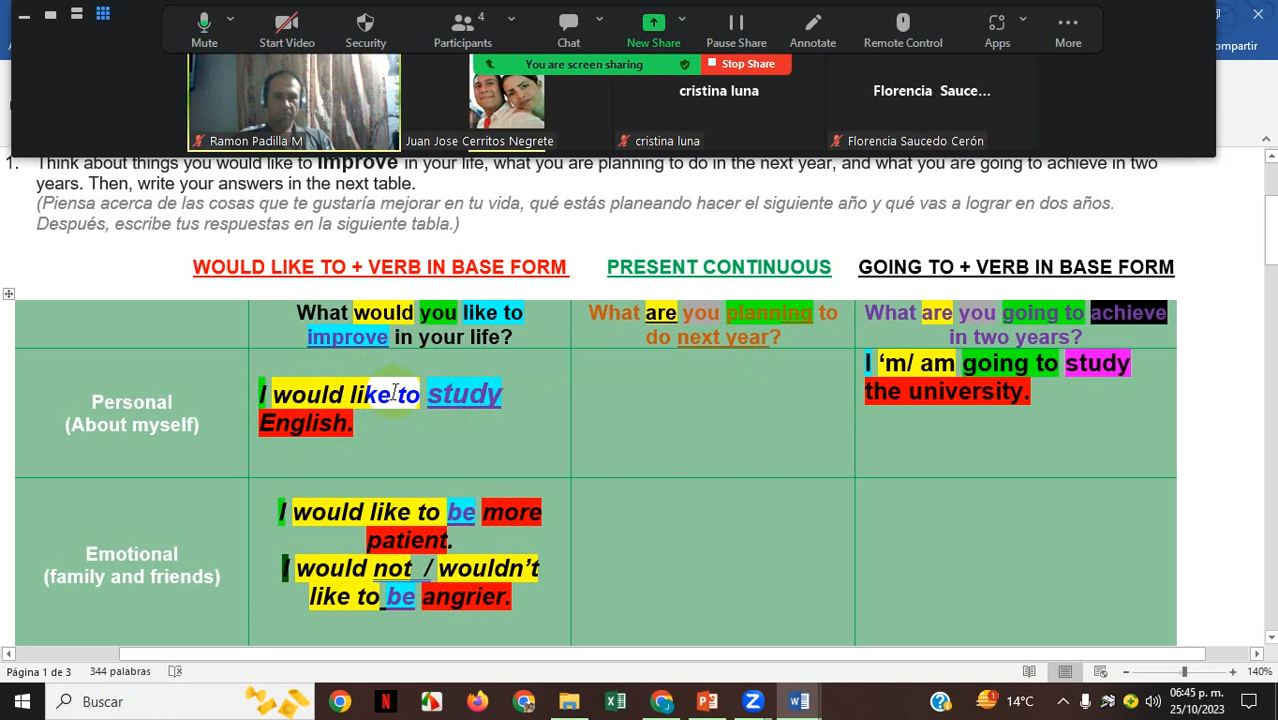 Mute
Start Video
Security
4
Participants
Chat
New Share
Pause Share
Annotate
Remote Control
Apps
More
You are screen sharing
Stop Share
Compartir
cristina luna
Florencia Sauce...
Ramon Padilla M
Juan Jose Cerritos Negrete
cristina luna
Florencia Saucedo Cerón
1. Think about things you would like to improve in your life, what you are planning to do in the next year, and what you are going to achieve in two
years. Then, write your answers in the next table.
(Piensa acerca de las cosas que te gustaría mejorar en tu vida, qué estás planeando hacer el siguiente año y qué vas a lograr en dos años.
Después, escribe tus respuestas en la siguiente tabla.)
WOULD LIKE TO + VERB IN BASE FORM
PRESENT CONTINUOUS
GOING TO + VERB IN BASE FORM
What would you like to
improve in your life?
What are you planning to
do next year?
What are you going to achieve
in two years?
Personal
(About myself)
I would like to study
English.
I 'm/ am going to study
the university.
Emotional
(family and friends)
I would like to be more
patient.
I would not / wouldn't
like to be angrier.
Página 1 de 3
344 palabras
140%
Buscar
14°C
06:45 p. m.
25/10/2023